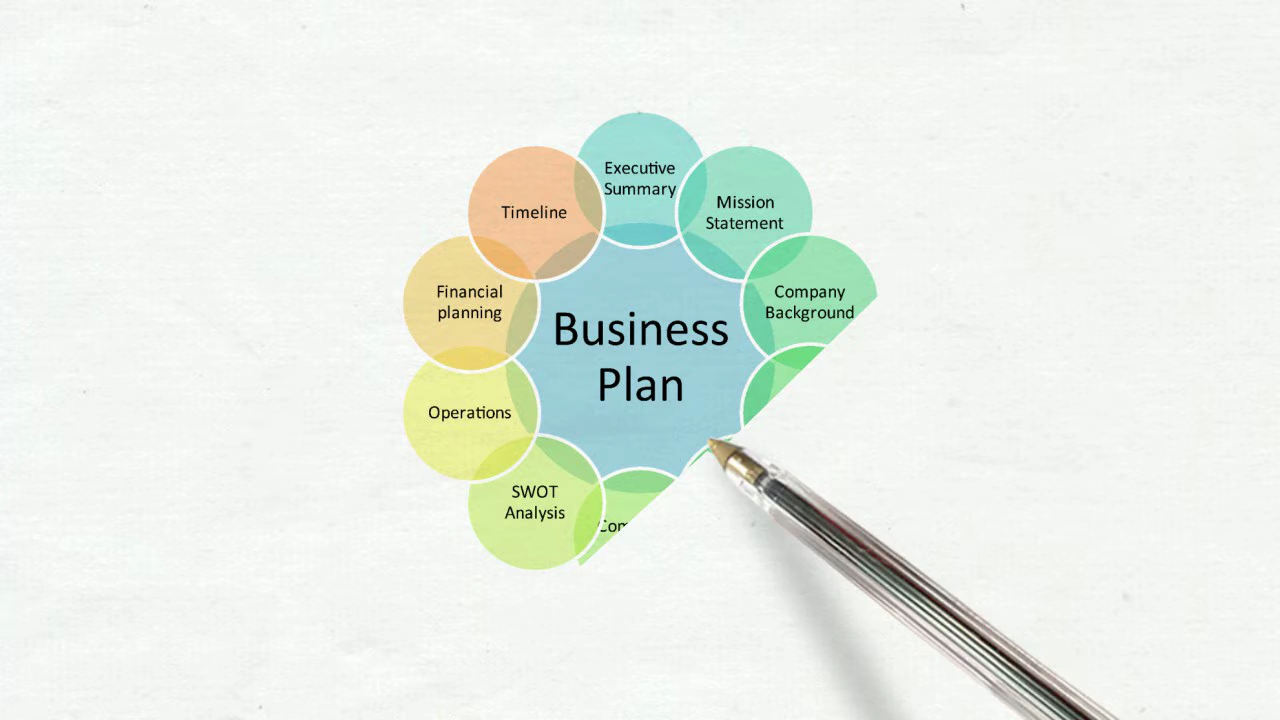 Executive
Summary
Mission
Statement
Company
Background
Business
Plan
SWOT
Analysis
Operations
Financial
planning
Timeline